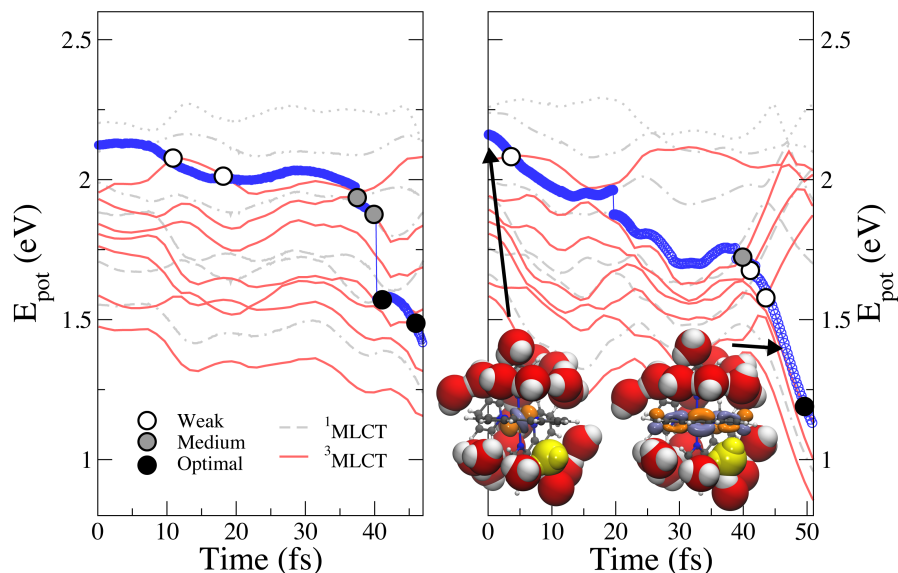 2.5
2
1.5
1
E_pot (eV)
0 10 20 30 40
Time (fs)
Weak
Medium
Optimal
¹MLCT
³MLCT
2.5
2
1.5
1
E_pot (eV)
0 10 20 30 40 50
Time (fs)